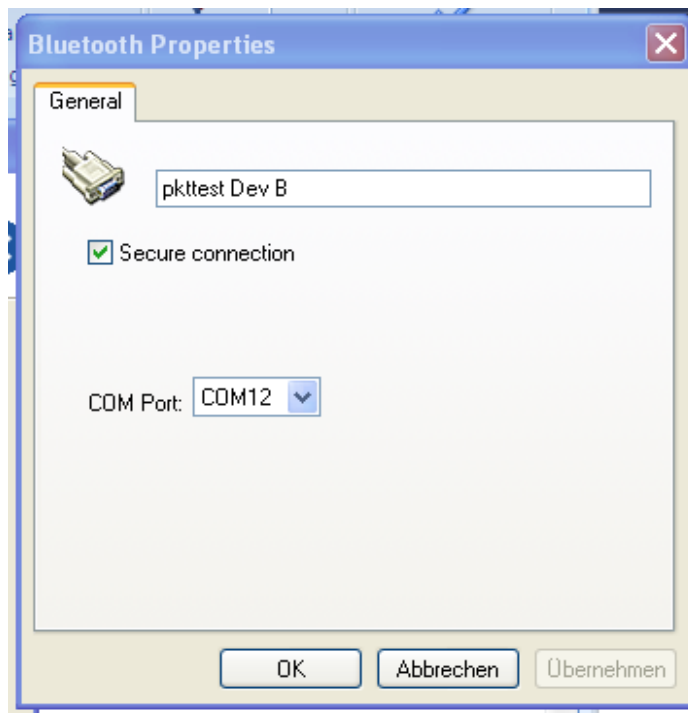 Bluetooth Properties
General
pkttest Dev B
Secure connection
COM Port: COM12
OK Abbrechen Übernehmen